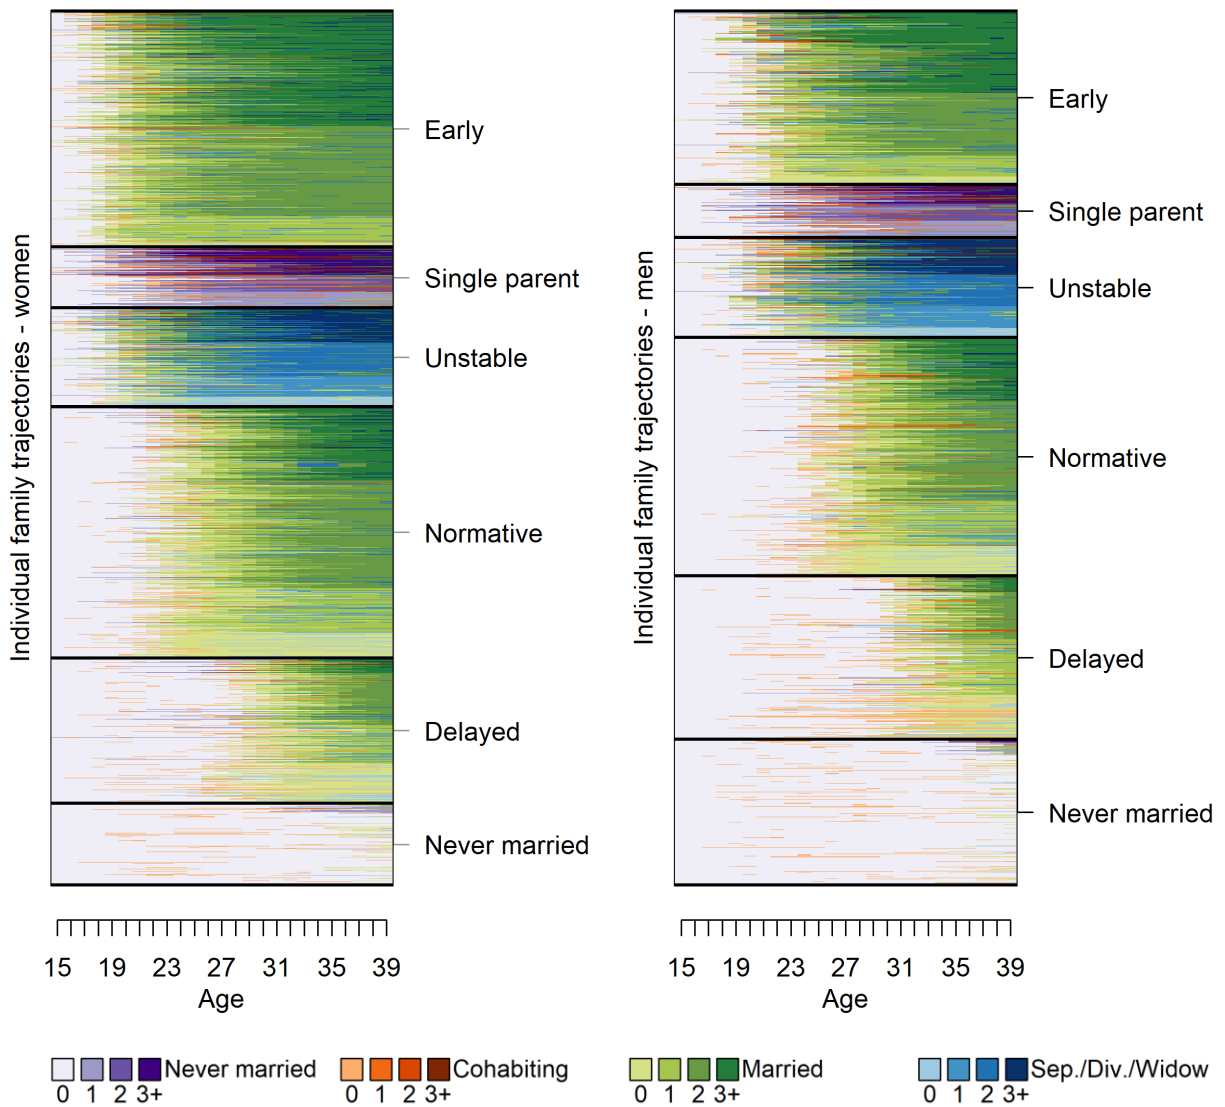 Individual family trajectories - women
Early
Single parent
Unstable
Normative
Delayed
Never married
15 19 23 27 31 35 39
Age
Individual family trajectories - men
Early
Single parent
Unstable
Normative
Delayed
Never married
15 19 23 27 31 35 39
Age
Never married
0 1 2 3+
Cohabiting
0 1 2 3+
Married
0 1 2 3+
Sep./Div./Widow
0 1 2 3+